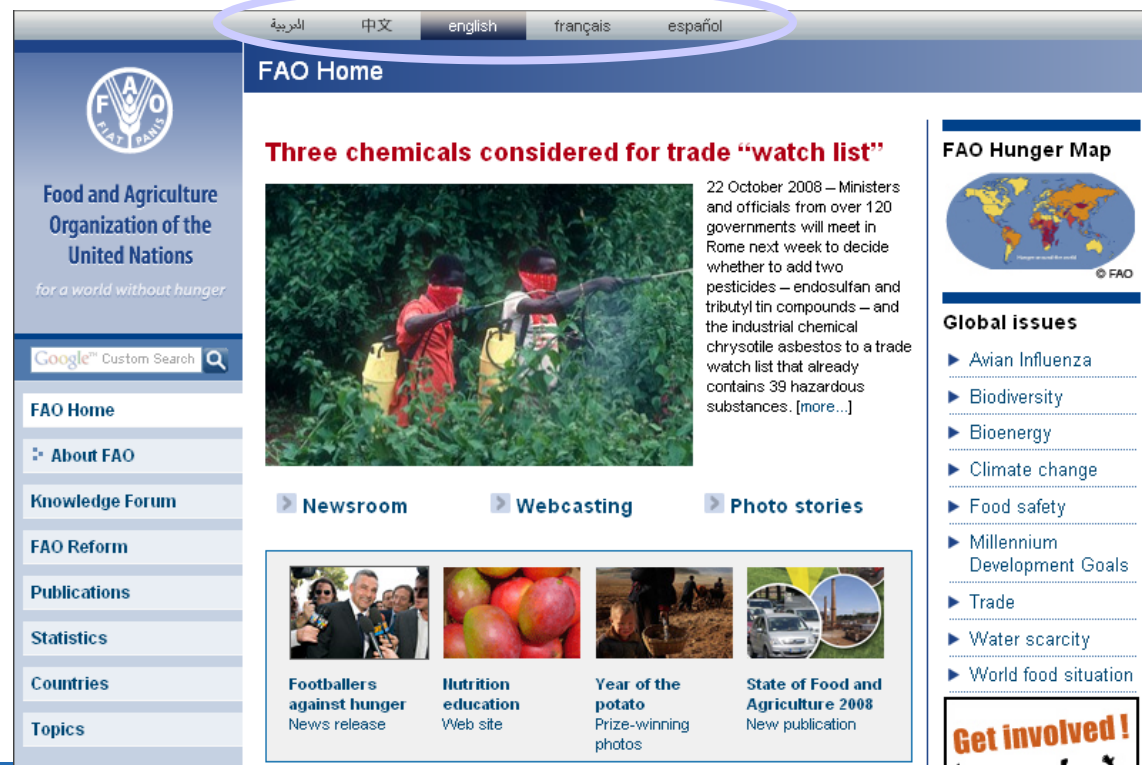 العربية
中文
english
français
español
FAO Home
F A O
FIAT PANIS
Food and Agriculture
Organization of the
United Nations
for a world without hunger
Google™ Custom Search
FAO Home
About FAO
Knowledge Forum
FAO Reform
Publications
Statistics
Countries
Topics
Three chemicals considered for trade “watch list”
22 October 2008 – Ministers
and officials from over 120
governments will meet in
Rome next week to decide
whether to add two
pesticides – endosulfan and
tributyl tin compounds – and
the industrial chemical
chrysotile asbestos to a trade
watch list that already
contains 39 hazardous
substances. [more...]
Newsroom
Webcasting
Photo stories
Footballers
against hunger
News release
Nutrition
education
Web site
Year of the
potato
Prize-winning
photos
State of Food and
Agriculture 2008
New publication
FAO Hunger Map
Hunger around the world
© FAO
Global issues
Avian Influenza
Biodiversity
Bioenergy
Climate change
Food safety
Millennium
Development Goals
Trade
Water scarcity
World food situation
Get involved !